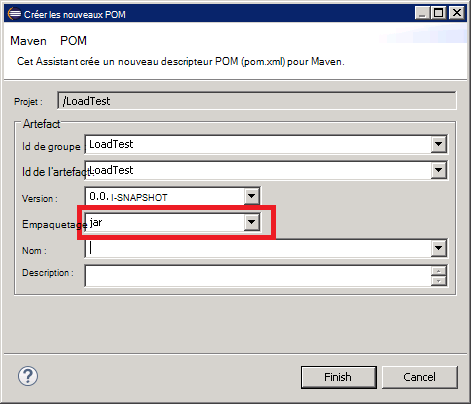 Créer les nouveaux POM
Maven POM
Cet Assistant crée un nouveau descripteur POM (pom.xml) pour Maven.
Projet : /LoadTest
Artefact
Id de groupe LoadTest
Id de l'artefact LoadTest
Version : 0.0. I-SNAPSHOT
Empaquetage jar
Nom :
Description :
? Finish Cancel